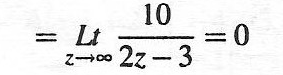 = Lt z→∞ 10 / 2z − 3 = 0